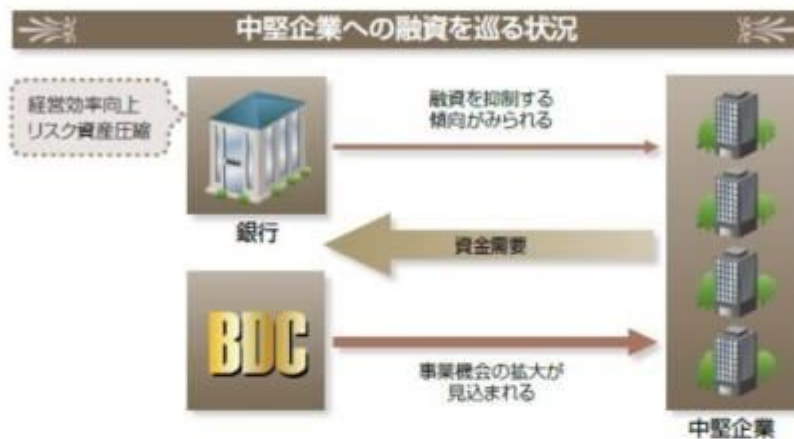 中堅企業への融資を巡る状況
経営効率向上
リスク資産圧縮
融資を抑制する
傾向がみられる
銀行
資金需要
BDC
事業機会の拡大が
見込まれる
中堅企業